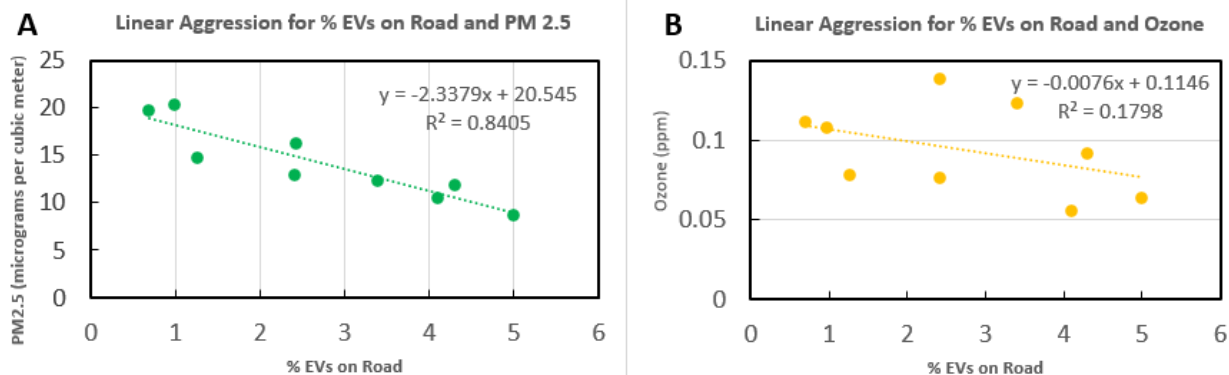 A
Linear Aggression for % EVs on Road and PM 2.5
PM2.5 (micrograms per cubic meter)
25
20
15
10
5
0
y = -2.3379x + 20.545
R² = 0.8405
0 1 2 3 4 5 6
% EVs on Road
B
Linear Aggression for % EVs on Road and Ozone
Ozone (ppm)
0.15
0.1
0.05
0
y = -0.0076x + 0.1146
R² = 0.1798
0 1 2 3 4 5 6
% EVs on Road